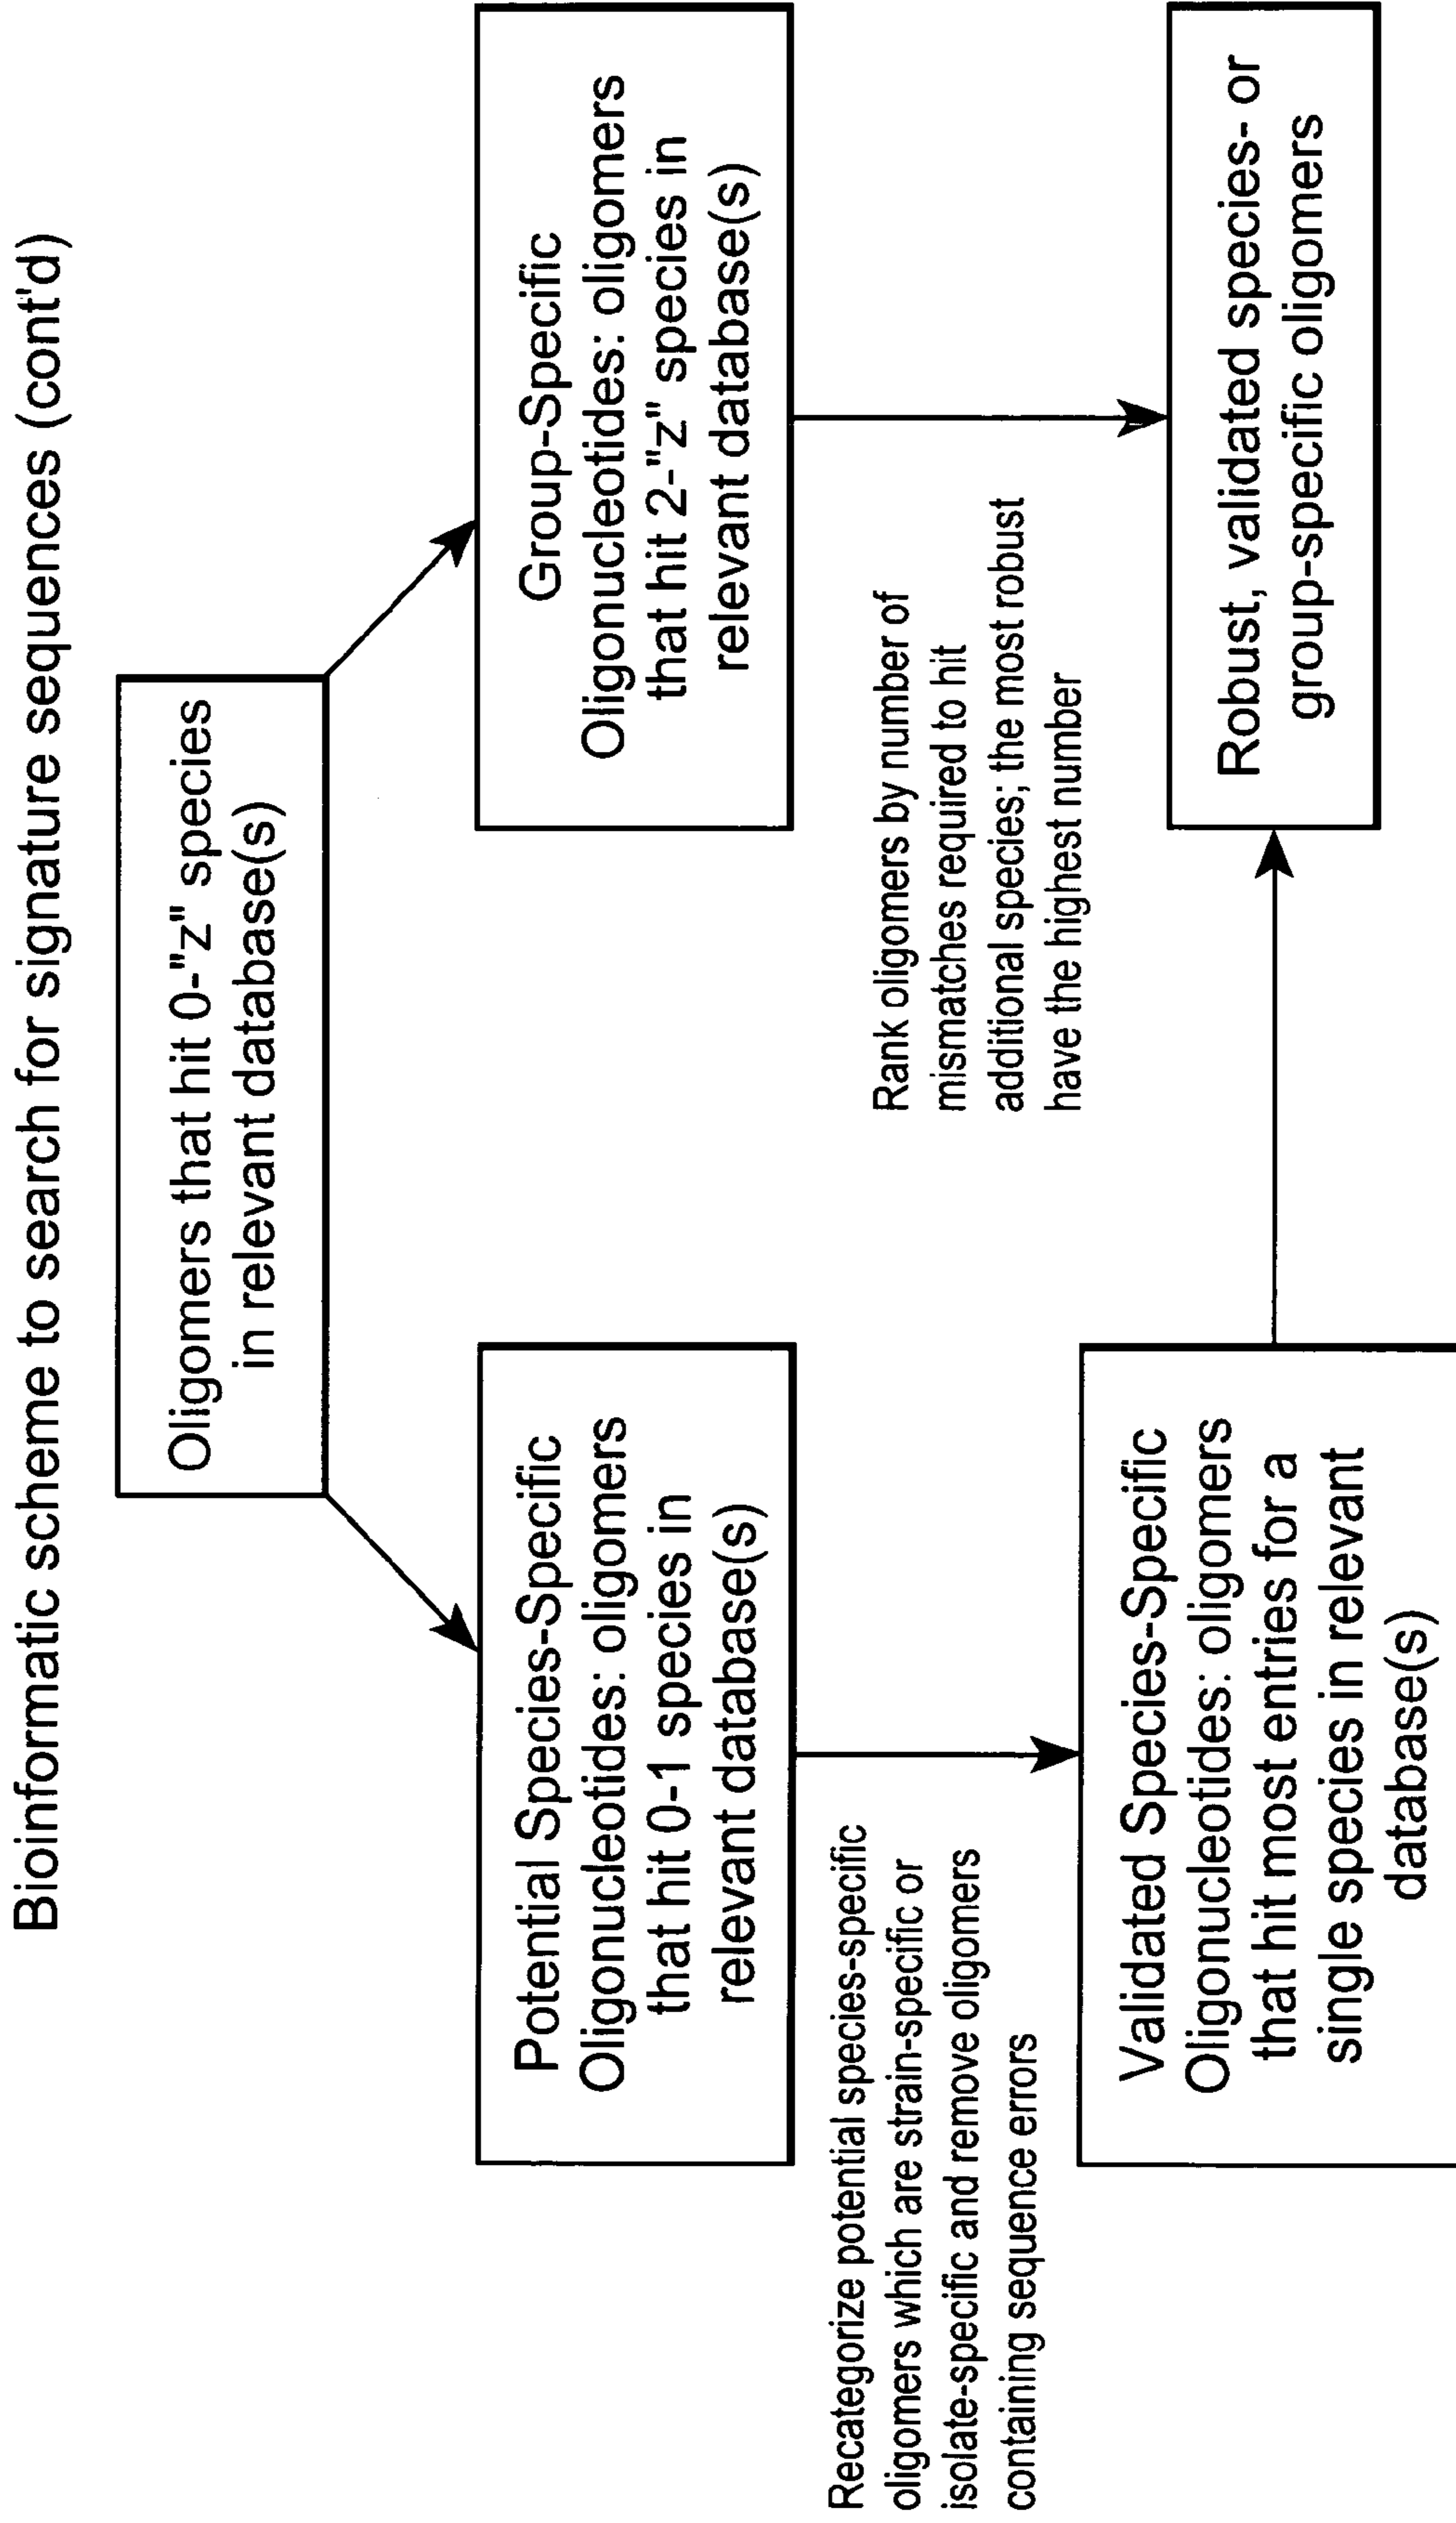 Bioinformatic scheme to search for signature sequences (cont'd)
Oligomers that hit 0-"z" species
in relevant database(s)
Potential Species-Specific
Oligonucleotides: oligomers
that hit 0-1 species in
relevant database(s)
Group-Specific
Oligonucleotides: oligomers
that hit 2-"z" species in
relevant database(s)
Recategorize potential species-specific
oligomers which are strain-specific or
isolate-specific and remove oligomers
containing sequence errors
Rank oligomers by number of
mismatches required to hit
additional species; the most robust
have the highest number
Validated Species-Specific
Oligonucleotides: oligomers
that hit most entries for a
single species in relevant
database(s)
Robust, validated species- or
group-specific oligomers